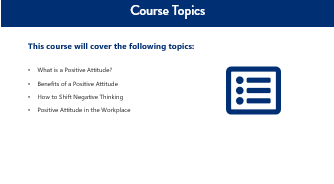 Course Topics
This course will cover the following topics:
• What is a Positive Attitude?
• Benefits of a Positive Attitude
• How to Shift Negative Thinking
• Positive Attitude in the Workplace